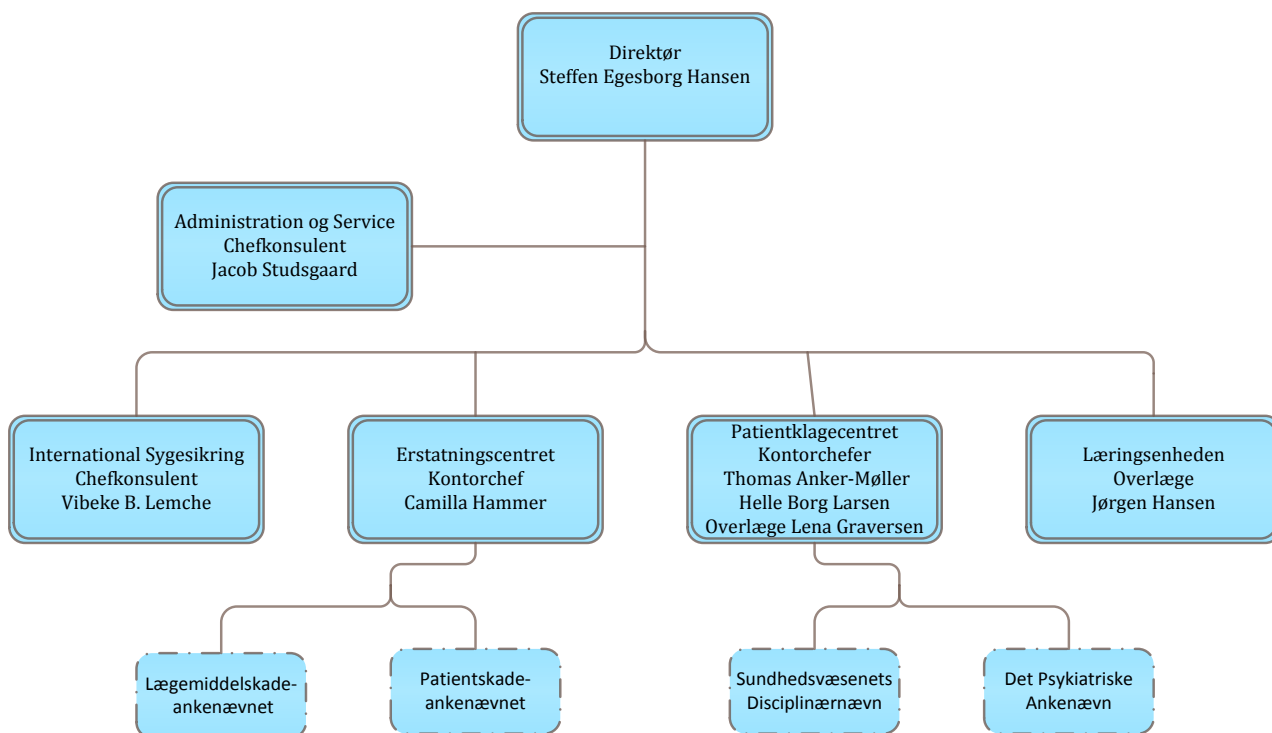 Direktør
Steffen Egesborg Hansen
Administration og Service
Chefkonsulent
Jacob Studsgaard
International Sygesikring
Chefkonsulent
Vibeke B. Lemche
Erstatningscentret
Kontorchef
Camilla Hammer
Patientklagecentret
Kontorchefer
Thomas Anker-Møller
Helle Borg Larsen
Overlæge Lena Graversen
Læringsenheden
Overlæge
Jørgen Hansen
Lægemiddelskade-
ankenævnet
Patientskade-
ankenævnet
Sundhedsvæsenets
Disciplinærnævn
Det Psykiatriske
Ankenævn